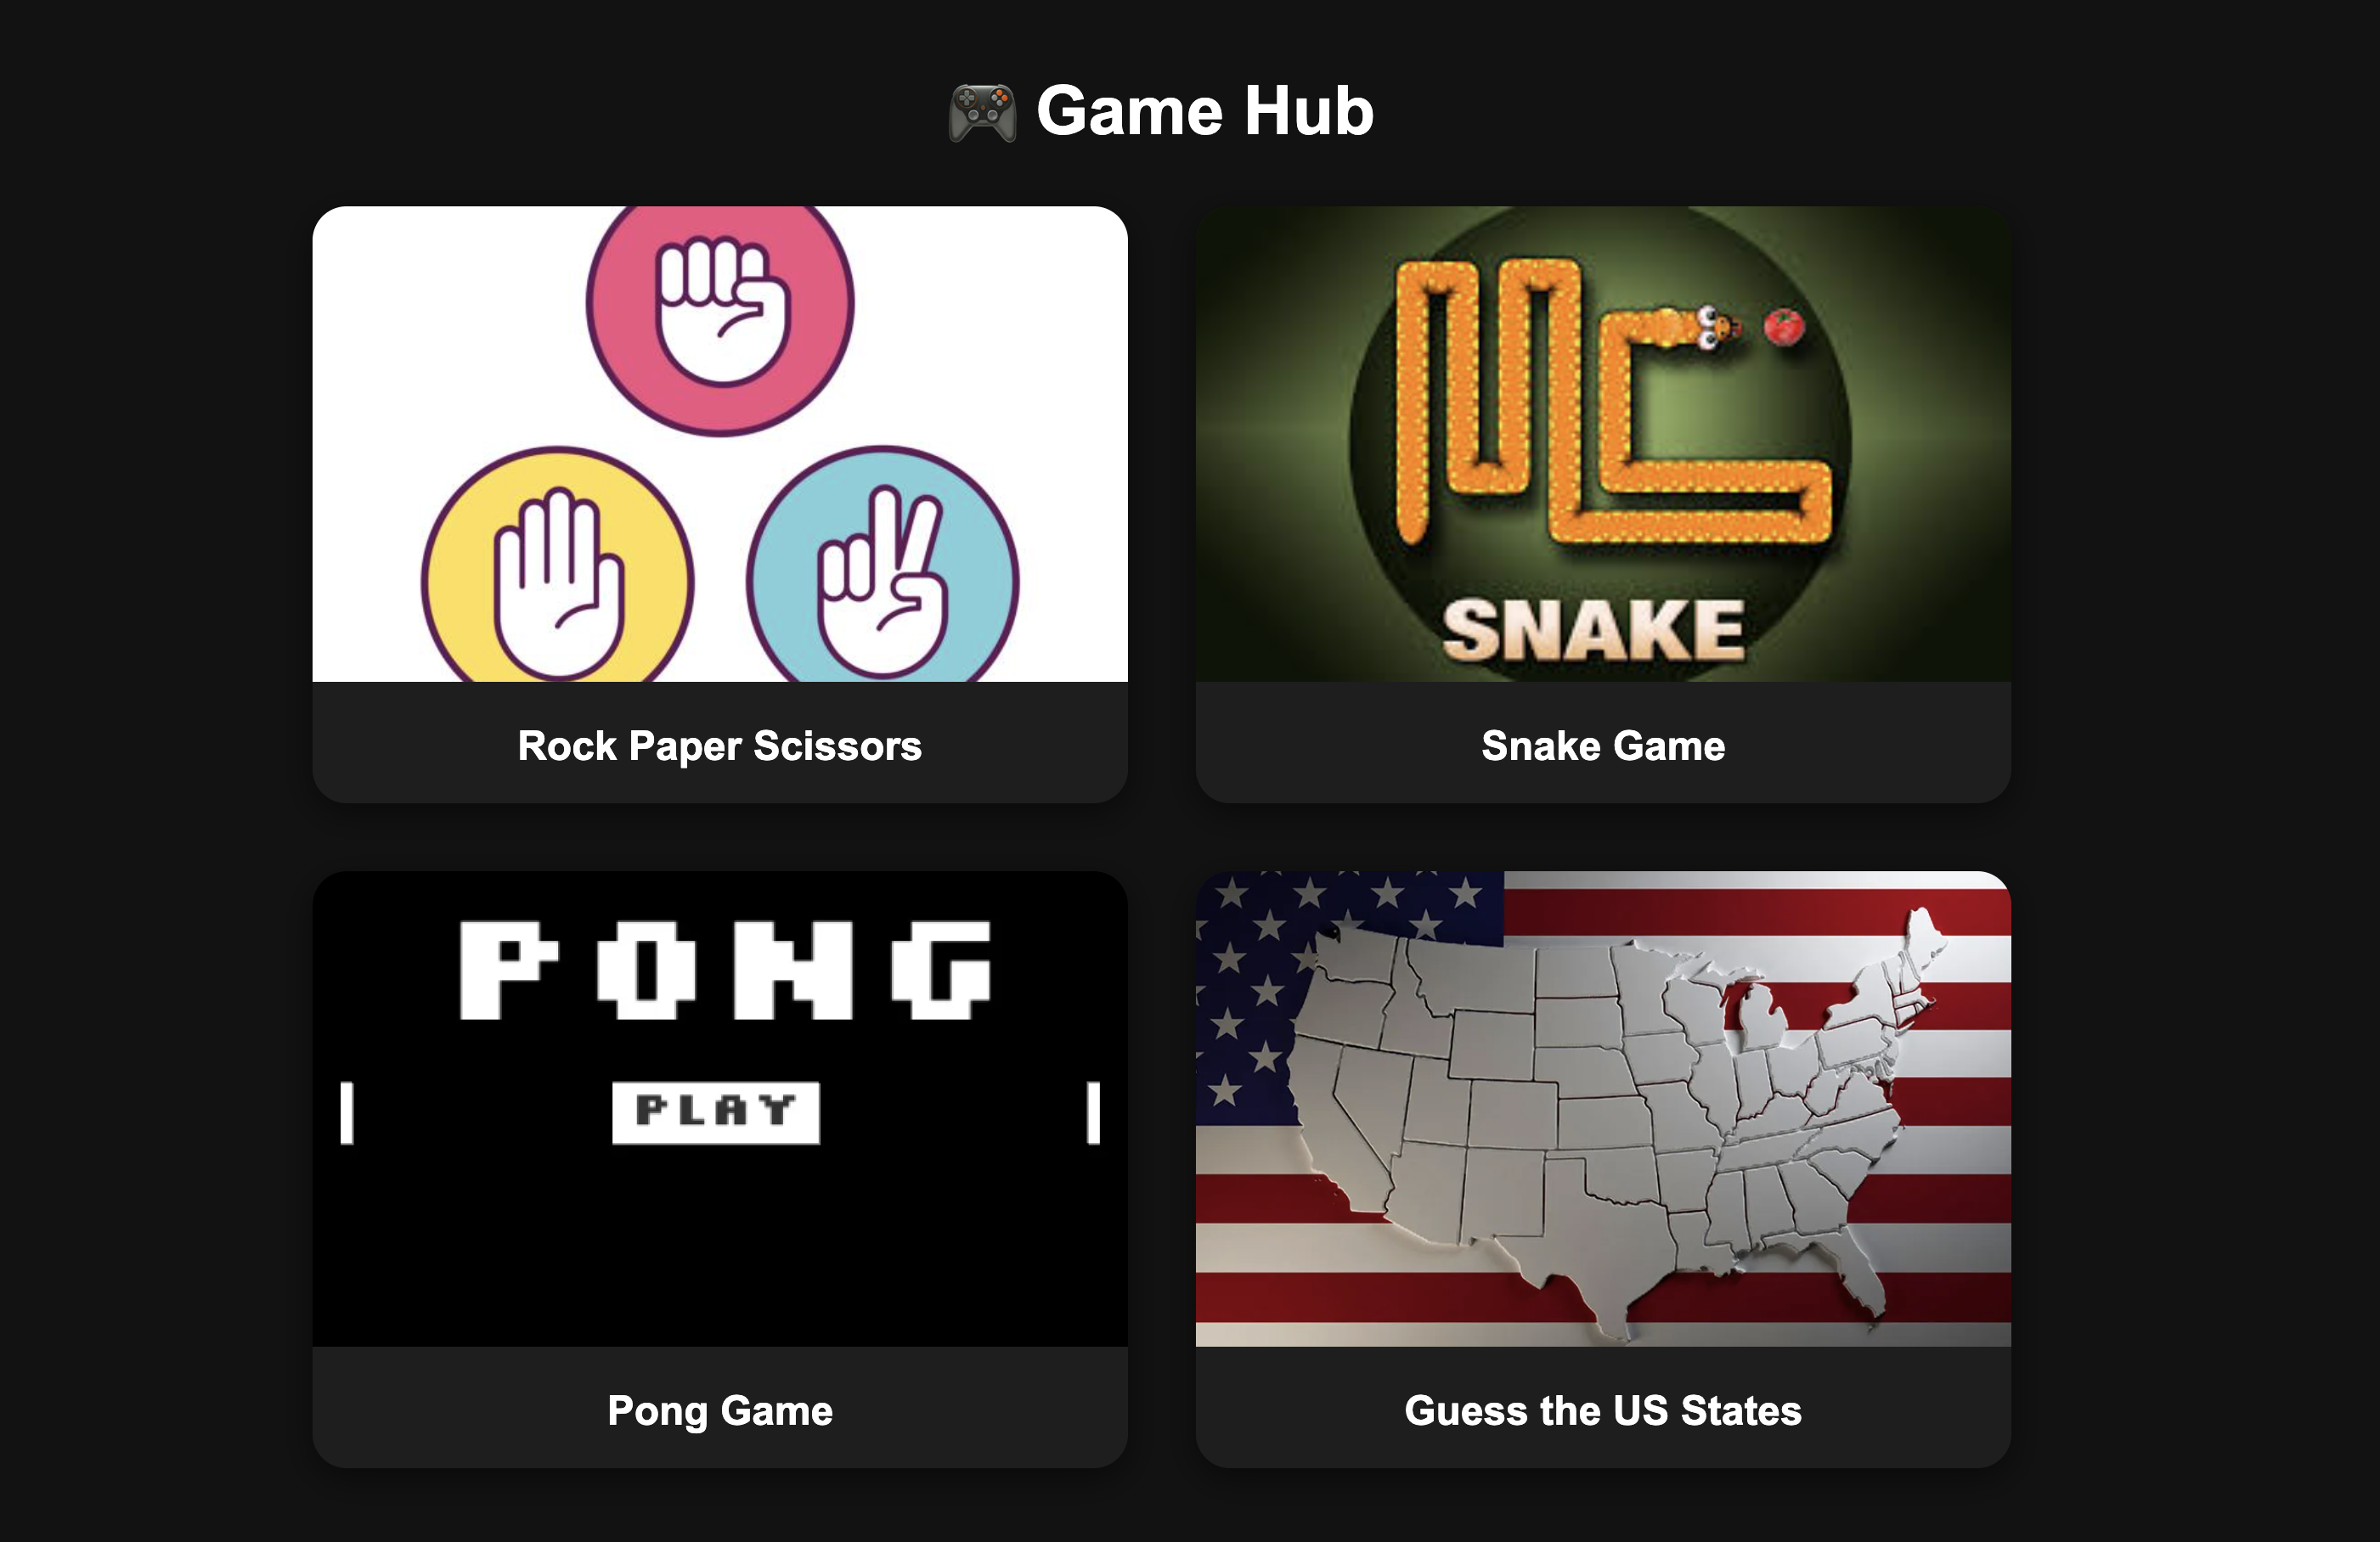 🎮 Game Hub
Rock Paper Scissors
SNAKE
Snake Game
PONG
PLAY
Pong Game
Guess the US States